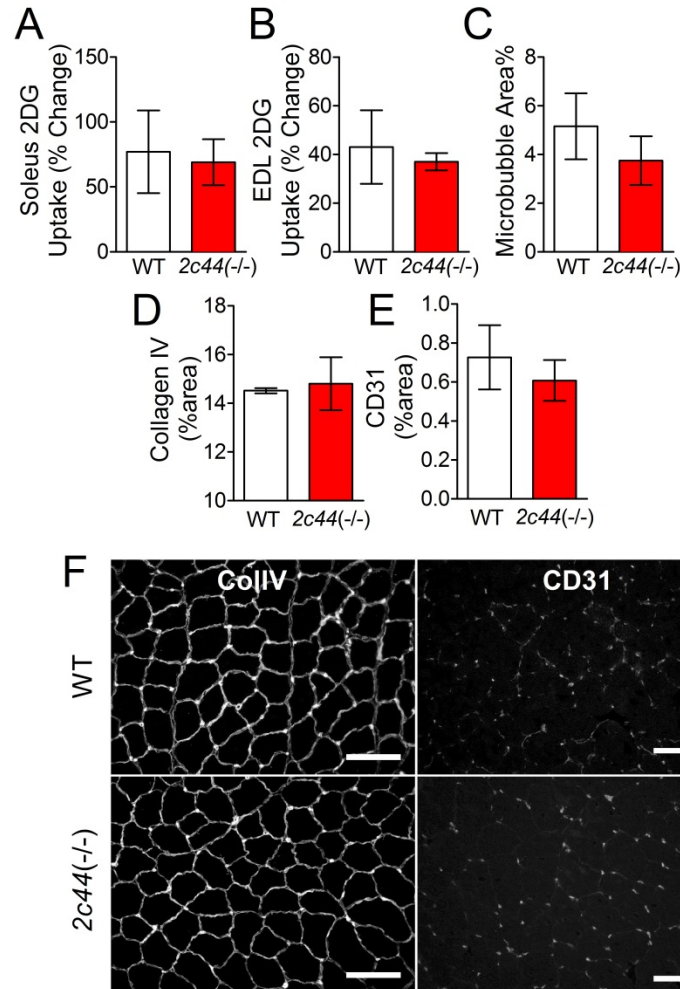 A
Soleus 2DG
Uptake (% Change)
150
100
50
0
WT 2c44(-/-)
B
EDL 2DG
Uptake (% Change)
80
60
40
20
0
WT 2c44(-/-)
C
Microbubble Area%
8
6
4
2
0
WT 2c44(-/-)
D
Collagen IV
(%area)
18
16
14
12
10
WT 2c44(-/-)
E
CD31
(%area)
1.0
0.8
0.6
0.4
0.2
0.0
WT 2c44(-/-)
F
ColIV
CD31
WT
2c44(-/-)